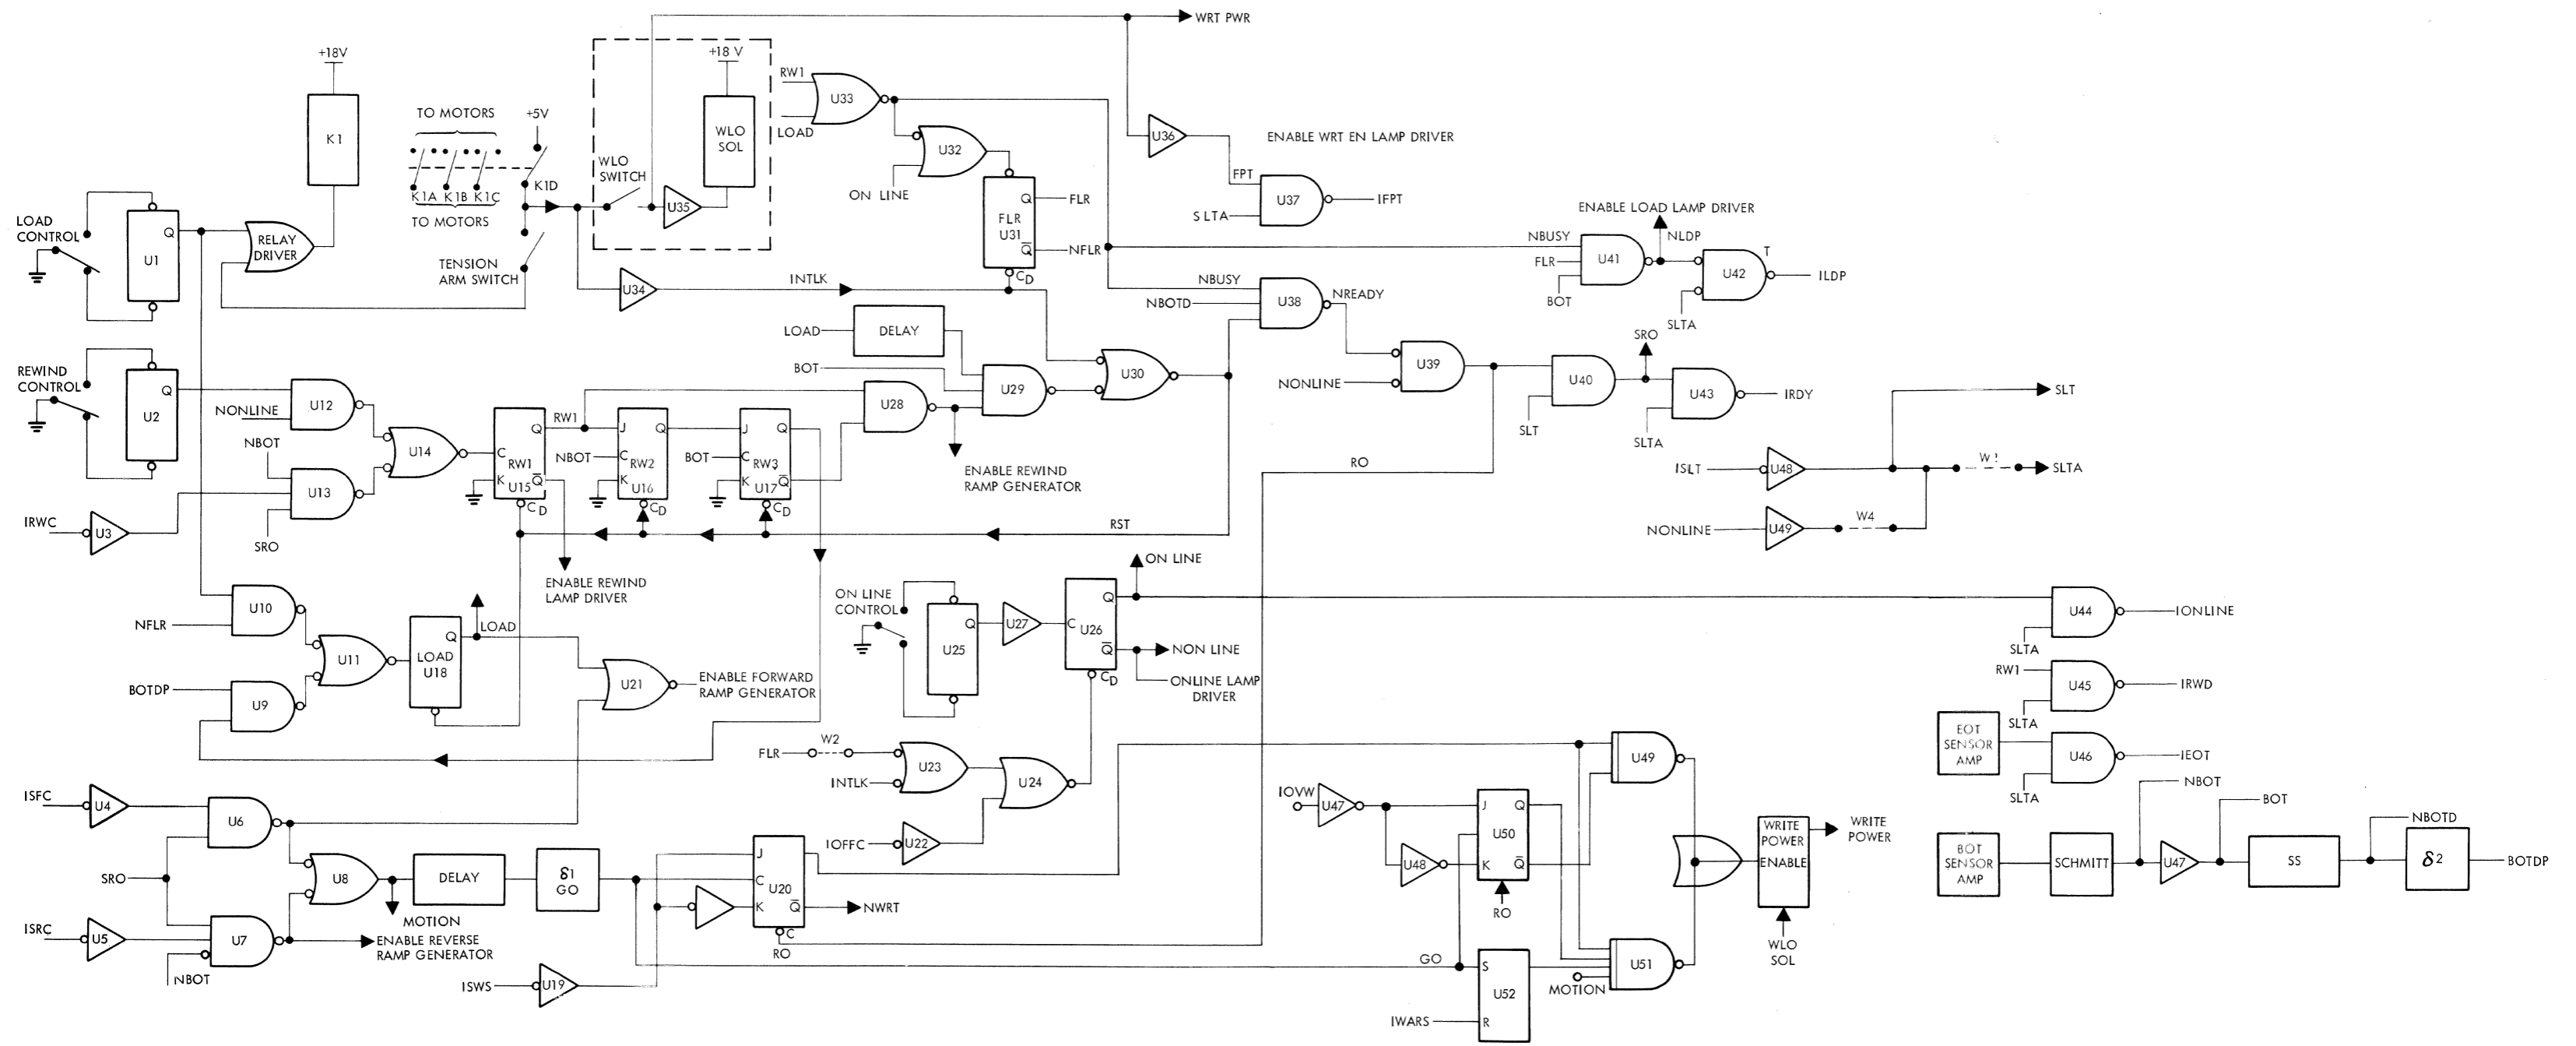 WRT PWR
+18V
K1
TO MOTORS
K1A K1B K1C
TO MOTORS
+5V
K1D
TENSION
ARM SWITCH
WLO
SWITCH
+18 V
WLO
SOL
U35
RW1
LOAD
U33
U32
ON LINE
FLR
U31
Q
Q̅
CD
FLR
NFLR
U36
ENABLE WRT EN LAMP DRIVER
FPT
SLTA
U37
IFPT
LOAD
CONTROL
U1
Q
RELAY
DRIVER
U34
INTLK
ENABLE LOAD LAMP DRIVER
NBUSY
FLR
BOT
U41
NLDP
SLTA
U42
T
ILDP
NBUSY
NBOTD
U38
NREADY
NONLINE
U39
SLT
U40
SRO
SLTA
U43
IRDY
LOAD
DELAY
BOT
U28
U29
U30
REWIND
CONTROL
U2
Q
NONLINE
U12
NBOT
U13
SRO
IRWC
U3
U14
C
RW1
K
U15
Q
Q̅
CD
RW1
NBOT
J
C
RW2
K
U16
Q
CD
BOT
J
C
RW3
K
U17
Q
Q̅
CD
ENABLE REWIND
RAMP GENERATOR
RST
RO
ENABLE REWIND
LAMP DRIVER
SLT
ISLT
U48
W1
SLTA
NONLINE
U49
W4
U10
NFLR
U11
BOTDP
U9
LOAD
U18
Q
LOAD
U21
ENABLE FORWARD
RAMP GENERATOR
ON LINE
CONTROL
U25
Q
U27
C
U26
Q
Q̅
CD
ON LINE
NON LINE
ONLINE LAMP
DRIVER
U44
SLTA
IONLINE
RW1
U45
SLTA
IRWD
EOT
SENSOR
AMP
U46
SLTA
IEOT
FLR
W2
INTLK
U23
U24
IOFFC
U22
ISFC
U4
U6
SRO
U8
ISRC
U5
U7
NBOT
DELAY
MOTION
ENABLE REVERSE
RAMP GENERATOR
δ1
GO
J
C
U20
K
Q̅
C
RO
NWRT
ISWS
U19
IOVW
U47
U48
J
Q
U50
K
Q̅
RO
GO
S
U52
R
IWARS
U49
U51
MOTION
WRITE
POWER
ENABLE
WRITE
POWER
WLO
SOL
BOT
SENSOR
AMP
SCHMITT
NBOT
U47
BOT
SS
NBOTD
δ2
BOTDP